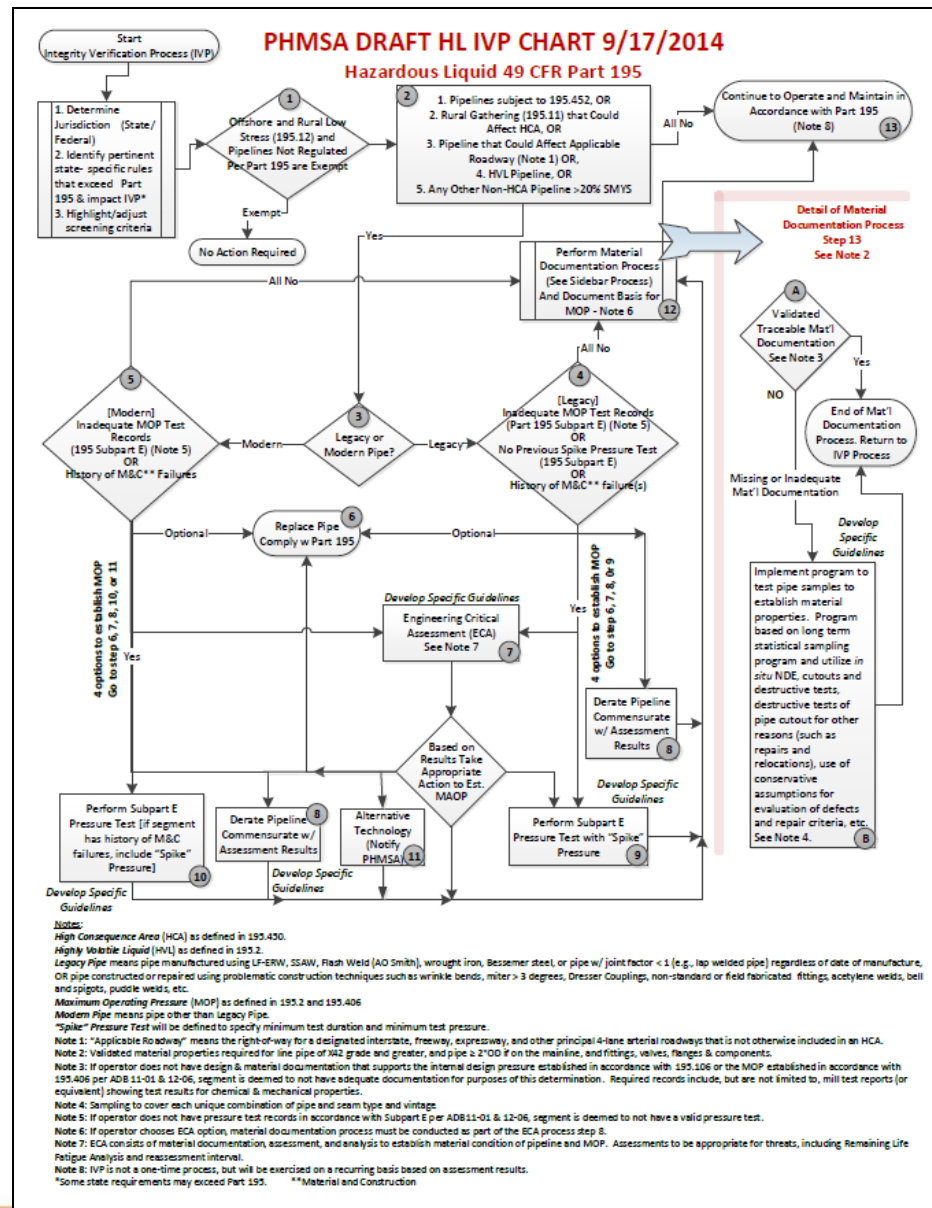 PHMSA DRAFT HL IVP CHART 9/17/2014
Hazardous Liquid 49 CFR Part 195
Start
Integrity Verification Process (IVP)
1. Determine
Jurisdiction (State/
Federal)
2. Identify pertinent
state- specific rules
that exceed Part
195 & impact IVP*
3. Highlight/adjust
screening criteria
1
Offshore and Rural Low
Stress (195.12) and
Pipelines Not Regulated
Per Part 195 are Exempt
Exempt
No Action Required
2
1. Pipelines subject to 195.452, OR
2. Rural Gathering (195.11) that Could
Affect HCA, OR
3. Pipeline that Could Affect Applicable
Roadway (Note 1) OR,
4. HVL Pipeline, OR
5. Any Other Non-HCA Pipeline >20% SMYS
All No
Continue to Operate and Maintain in
Accordance with Part 195
(Note 8)
13
Yes
Perform Material
Documentation Process
(See Sidebar Process)
And Document Basis for
MOP - Note 6
12
All No
All No
Detail of Material
Documentation Process
Step 13
See Note 2
A
Validated
Traceable Mat'l
Documentation
See Note 3
Yes
NO
End of Mat'l
Documentation
Process. Return to
IVP Process
Missing or Inadequate
Mat'l Documentation
Develop
Specific
Guidelines
Implement program to
test pipe samples to
establish material
properties. Program
based on long term
statistical sampling
program and utilize in
situ NDE, cutouts and
destructive tests,
destructive tests of
pipe cutout for other
reasons (such as
repairs and
relocations), use of
conservative
assumptions for
evaluation of defects
and repair criteria, etc.
See Note 4.
B
5
[Modern]
Inadequate MOP Test
Records
(195 Subpart E) (Note 5)
OR
History of M&C** Failures
Modern
3
Legacy or
Modern Pipe?
Legacy
4
[Legacy]
Inadequate MOP Test Records
(Part 195 Subpart E) (Note 5)
OR
No Previous Spike Pressure Test
(195 Subpart E)
OR
History of M&C** failure(s)
Optional
6
Replace Pipe
Comply w Part 195
Optional
4 options to establish MOP
Go to step 6, 7, 8, 10, or 11
Yes
Develop Specific Guidelines
Engineering Critical
Assessment (ECA)
See Note 7
7
Yes
4 options to establish MOP
Go to step 6, 7, 8, 0r 9
Derate Pipeline
Commensurate
w/ Assessment
Results
8
Based on
Results Take
Appropriate
Action to Est.
MAOP
Develop Specific
Guidelines
Perform Subpart E
Pressure Test [if segment
has history of M&C
failures, include "Spike"
Pressure]
10
Develop Specific
Guidelines
8
Derate Pipeline
Commensurate w/
Assessment Results
Develop Specific
Guidelines
Alternative
Technology
(Notify
PHMSA)
11
Perform Subpart E
Pressure Test with "Spike"
Pressure
9
Notes:
High Consequence Area (HCA) as defined in 195.450.
Highly Volatile Liquid (HVL) as defined in 195.2.
Legacy Pipe means pipe manufactured using LF-ERW, SSAW, Flash Weld (AO Smith), wrought iron, Bessemer steel, or pipe w/ joint factor < 1 (e.g., lap welded pipe) regardless of date of manufacture,
OR pipe constructed or repaired using problematic construction techniques such as wrinkle bends, miter > 3 degrees, Dresser Couplings, non-standard or field fabricated fittings, acetylene welds, bell
and spigots, puddle welds, etc.
Maximum Operating Pressure (MOP) as defined in 195.2 and 195.406
Modern Pipe means pipe other than Legacy Pipe.
"Spike" Pressure Test will be defined to specify minimum test duration and minimum test pressure.
Note 1: "Applicable Roadway" means the right-of-way for a designated interstate, freeway, expressway, and other principal 4-lane arterial roadways that is not otherwise included in an HCA.
Note 2: Validated material properties required for line pipe of X42 grade and greater, and pipe ≥ 2"OD if on the mainline, and fittings, valves, flanges & components.
Note 3: If operator does not have design & material documentation that supports the internal design pressure established in accordance with 195.106 or the MOP established in accordance with
195.406 per ADB 11-01 & 12-06, segment is deemed to not have adequate documentation for purposes of this determination. Required records include, but are not limited to, mill test reports (or
equivalent) showing test results for chemical & mechanical properties.
Note 4: Sampling to cover each unique combination of pipe and seam type and vintage
Note 5: If operator does not have pressure test records in accordance with Subpart E per ADB11-01 & 12-06, segment is deemed to not have a valid pressure test.
Note 6: If operator chooses ECA option, material documentation process must be conducted as part of the ECA process step 8.
Note 7: ECA consists of material documentation, assessment, and analysis to establish material condition of pipeline and MOP. Assessments to be appropriate for threats, including Remaining Life
Fatigue Analysis and reassessment interval.
Note 8: IVP is not a one-time process, but will be exercised on a recurring basis based on assessment results.
*Some state requirements may exceed Part 195. **Material and Construction